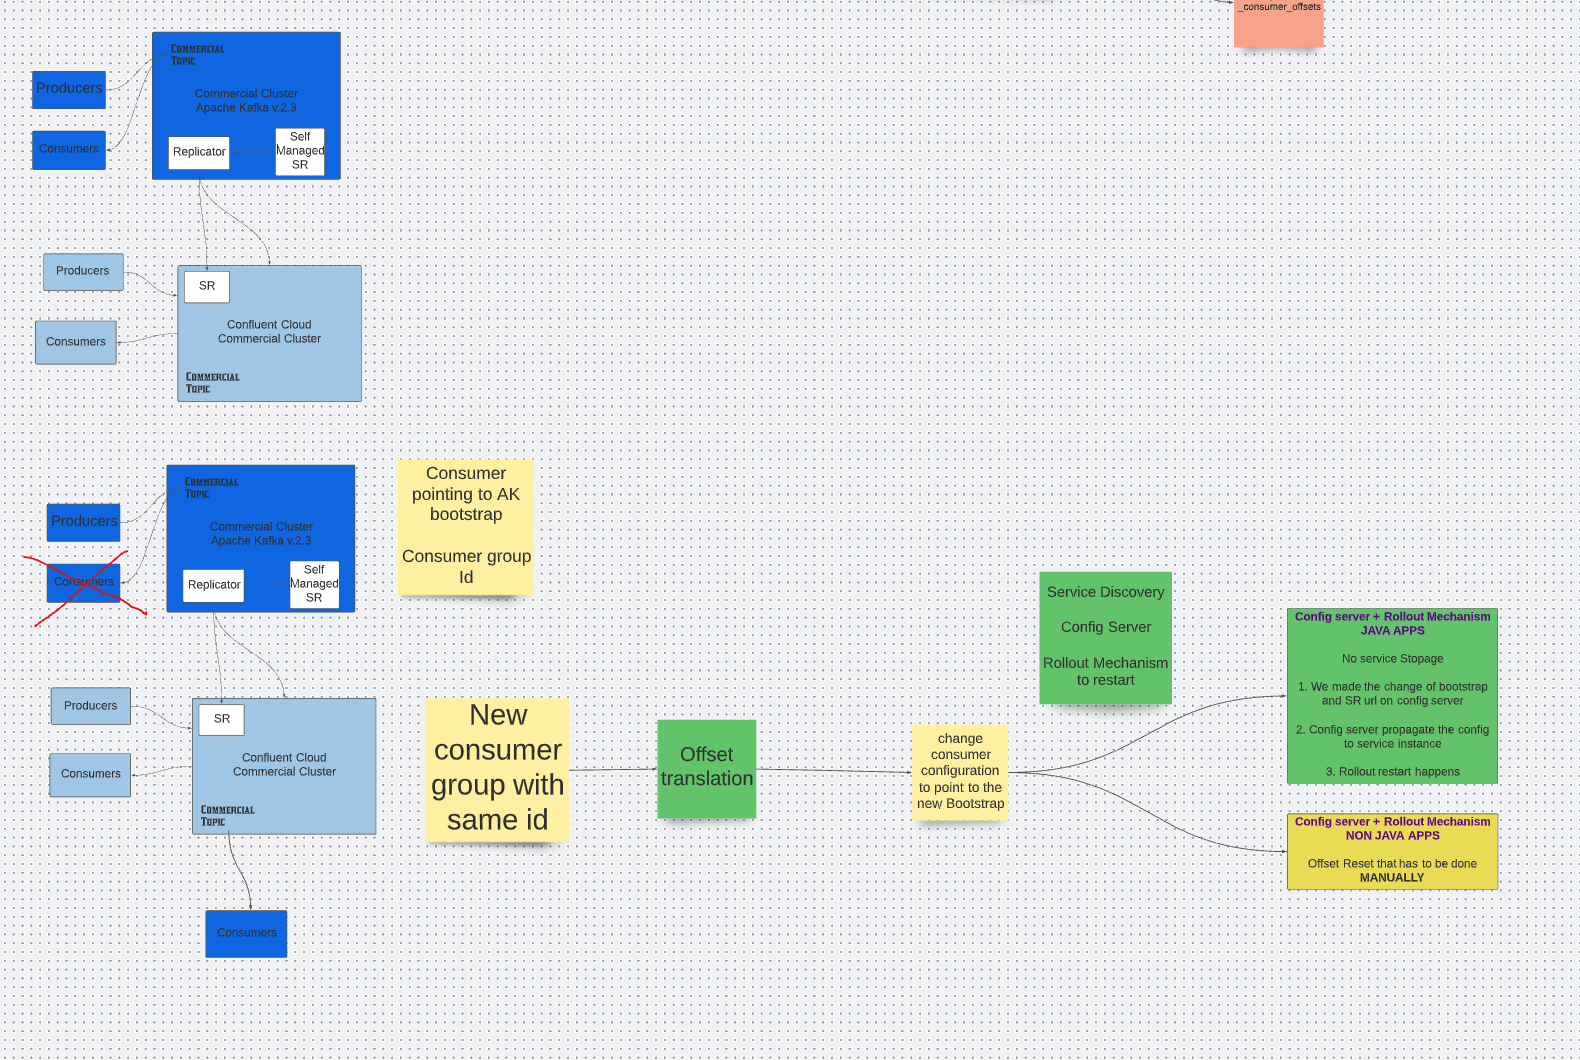 _consumer_offsets
Commercial
Topic
Producers
Commercial Cluster
Apache Kafka v.2.3
Consumers
Replicator
Self
Managed
SR
Producers
SR
Consumers
Confluent Cloud
Commercial Cluster
Commercial
Topic
Commercial
Topic
Producers
Commercial Cluster
Apache Kafka v.2.3
Consumers
Replicator
Self
Managed
SR
Consumer
pointing to AK
bootstrap
Consumer group
Id
Producers
SR
Consumers
Confluent Cloud
Commercial Cluster
Commercial
Topic
Consumers
New
consumer
group with
same id
Offset
translation
change
consumer
configuration
to point to the
new Bootstrap
Service Discovery
Config Server
Rollout Mechanism
to restart
Config server + Rollout Mechanism
JAVA APPS
No service Stopage
1. We made the change of bootstrap
and SR url on config server
2. Config server propagate the config
to service instance
3. Rollout restart happens
Config server + Rollout Mechanism
NON JAVA APPS
Offset Reset that has to be done
MANUALLY